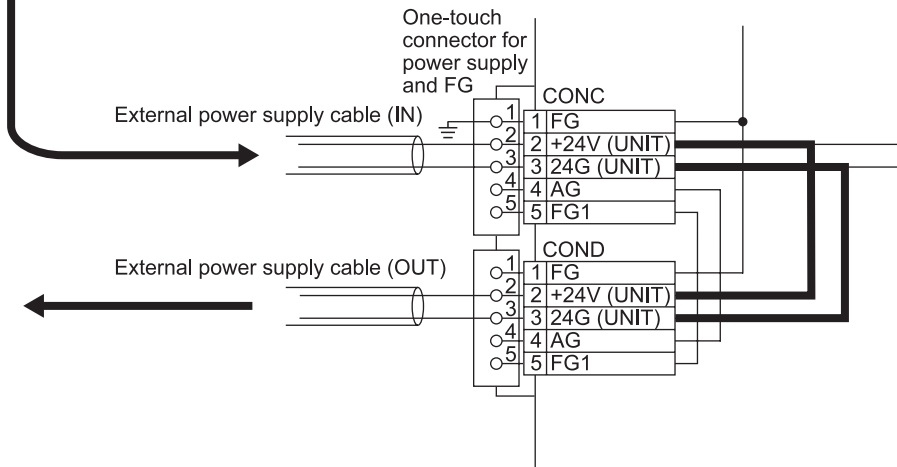 One-touch
connector for
power supply
and FG
CONC
External power supply cable (IN)
1 1 FG
2 2 +24V (UNIT)
3 3 24G (UNIT)
4 4 AG
5 5 FG1
COND
External power supply cable (OUT)
1 1 FG
2 2 +24V (UNIT)
3 3 24G (UNIT)
4 4 AG
5 5 FG1